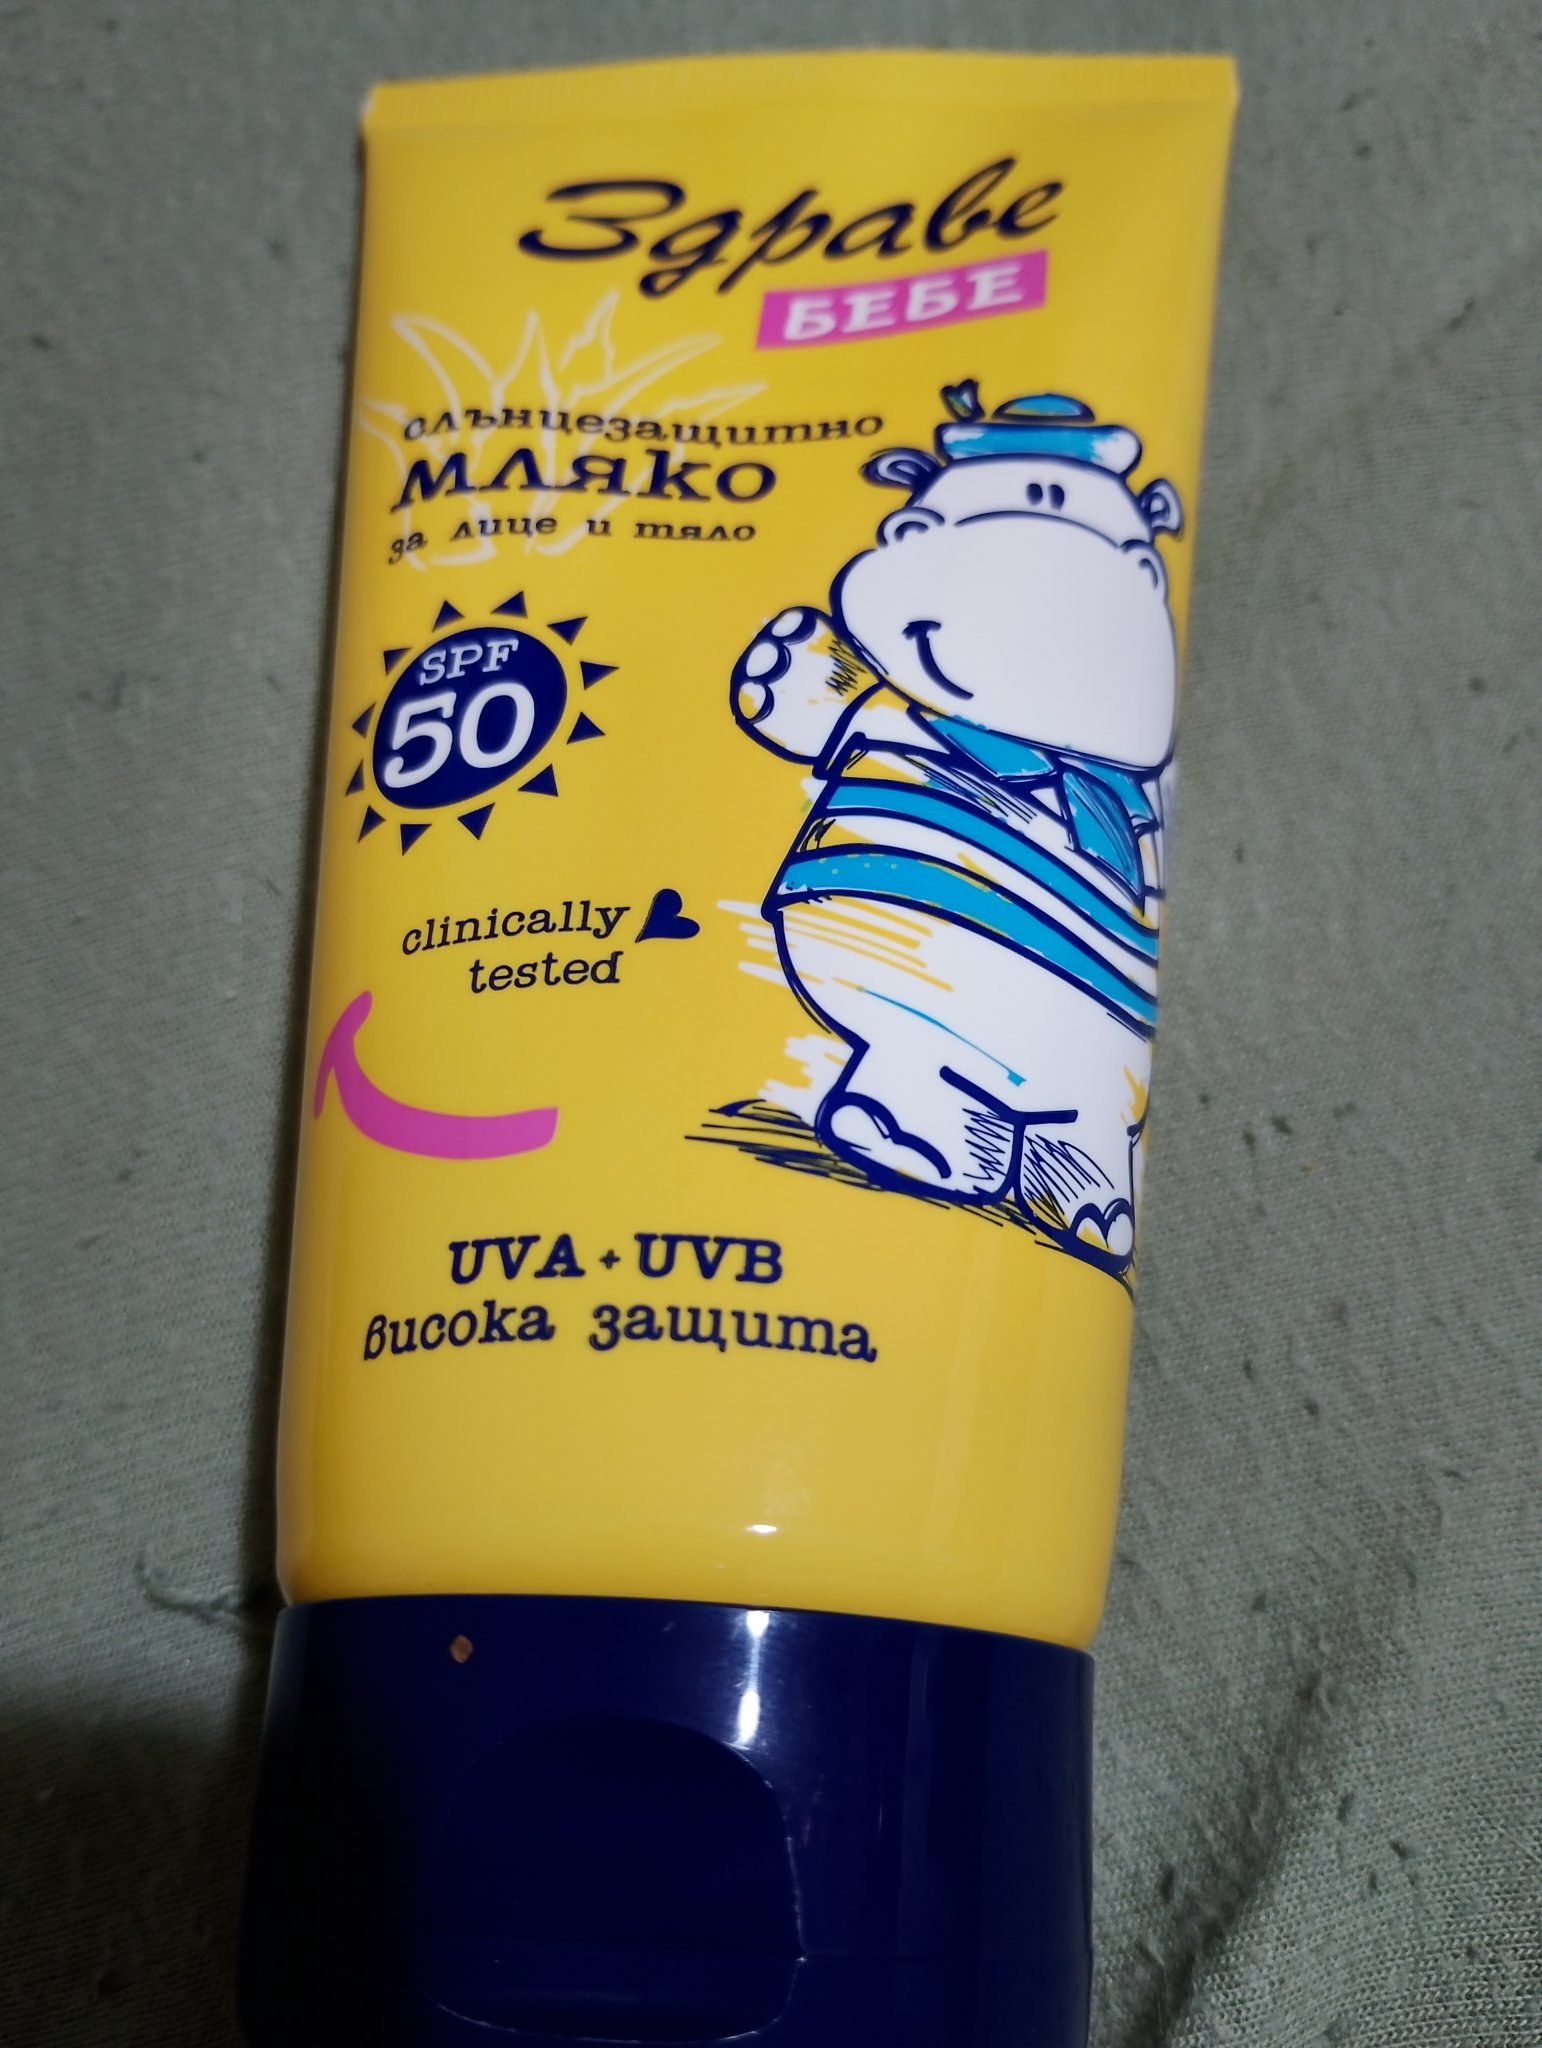 Здраве
БЕБЕ
слънцезащитно
мляко
за лице и тяло
SPF
50
clinically
tested
UVA + UVB
висока защита